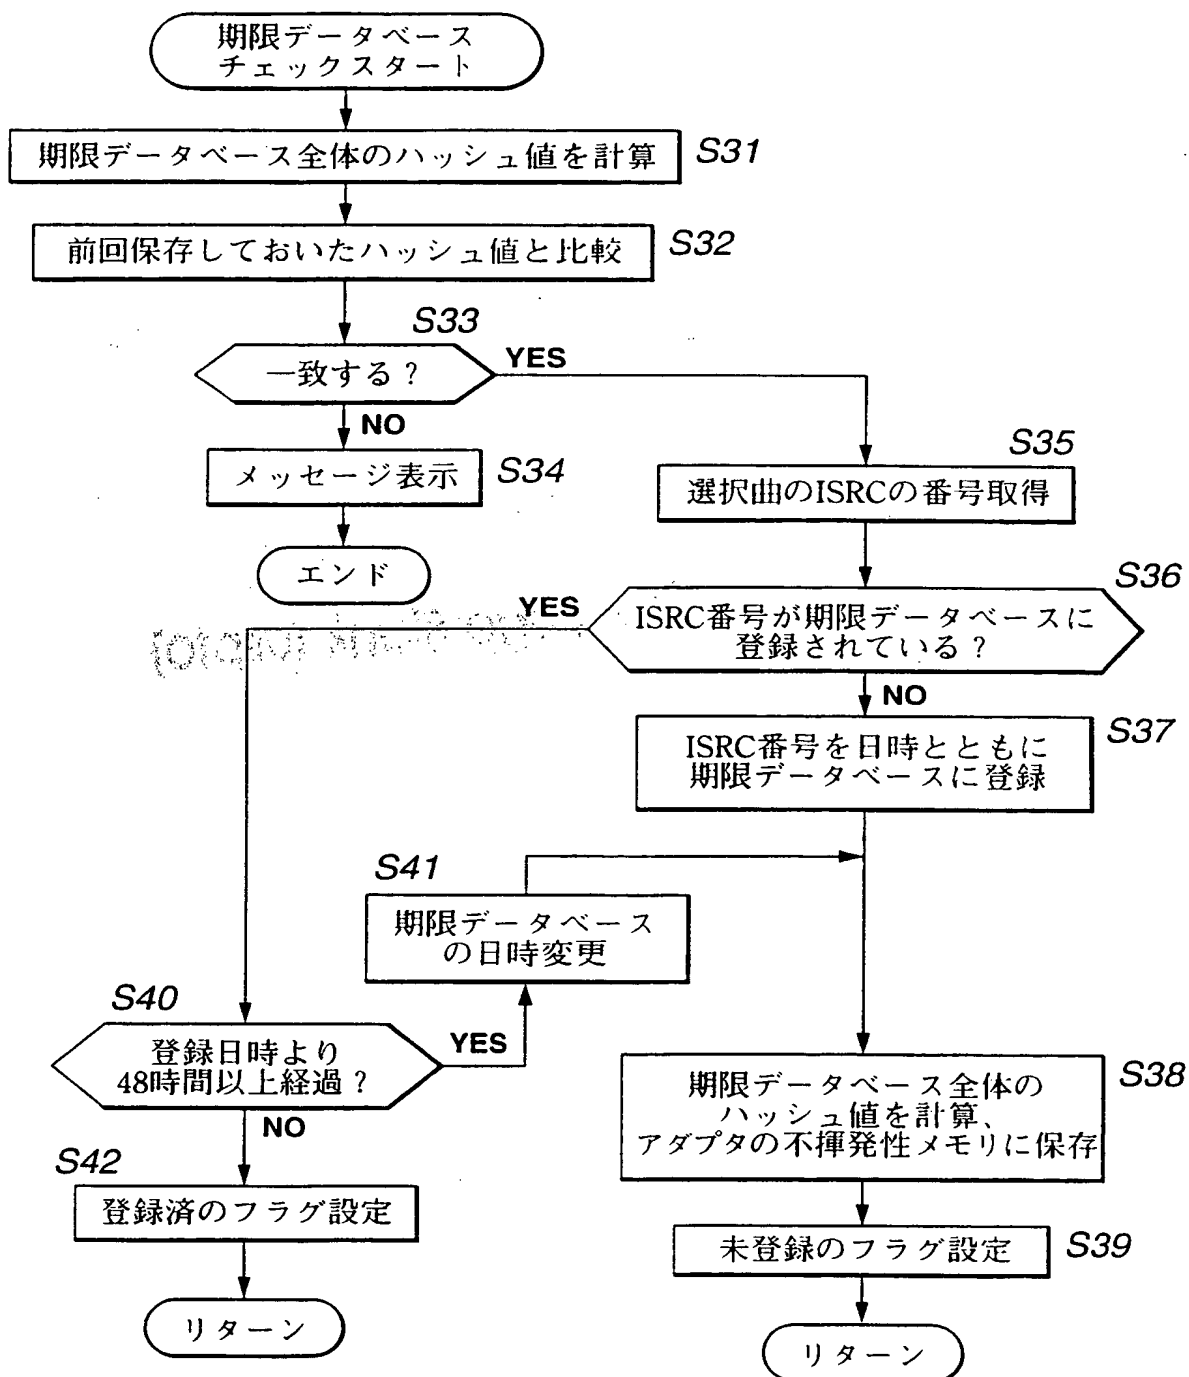 期限データベース
チェックスタート
期限データベース全体のハッシュ値を計算
S31
前回保存しておいたハッシュ値と比較
S32
S33
一致する?
YES
NO
メッセージ表示
S34
エンド
S35
選択曲のISRCの番号取得
S36
ISRC番号が期限データベースに
登録されている?
YES
NO
S37
ISRC番号を日時とともに
期限データベースに登録
S41
期限データベース
の日時変更
S40
登録日時より
48時間以上経過?
YES
NO
S38
期限データベース全体の
ハッシュ値を計算、
アダプタの不揮発性メモリに保存
S42
登録済のフラグ設定
S39
未登録のフラグ設定
リターン
リターン